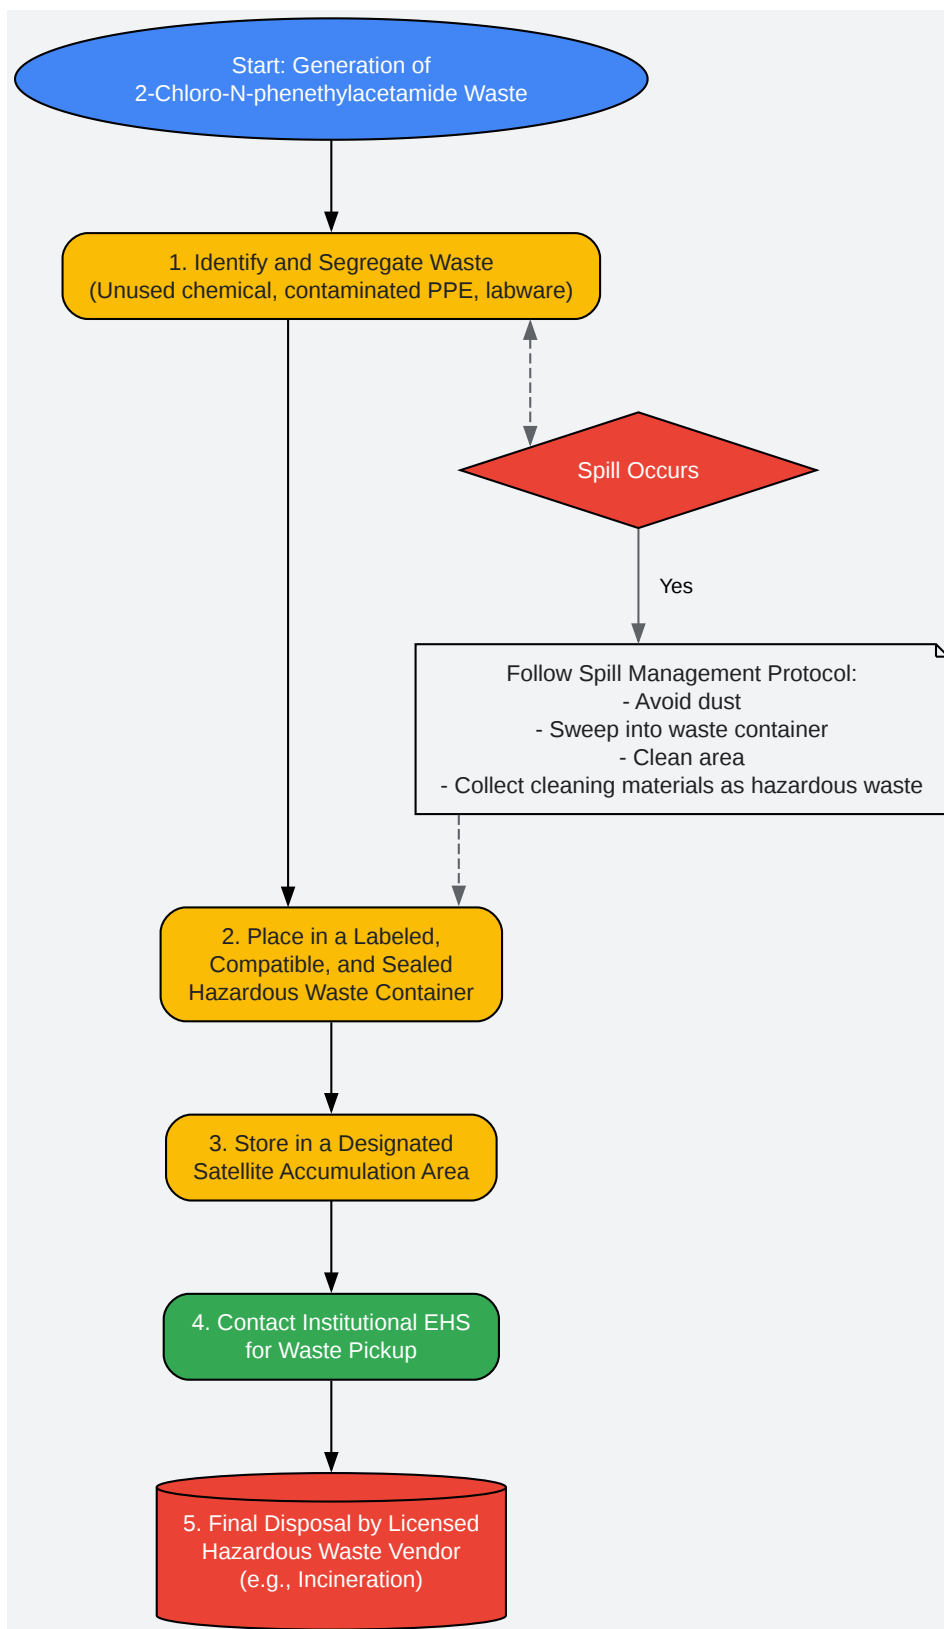 Start: Generation of
2-Chloro-N-phenethylacetamide Waste
1. Identify and Segregate Waste
(Unused chemical, contaminated PPE, labware)
Spill Occurs
Yes
Follow Spill Management Protocol:
- Avoid dust
- Sweep into waste container
- Clean area
- Collect cleaning materials as hazardous waste
2. Place in a Labeled,
Compatible, and Sealed
Hazardous Waste Container
3. Store in a Designated
Satellite Accumulation Area
4. Contact Institutional EHS
for Waste Pickup
5. Final Disposal by Licensed
Hazardous Waste Vendor
(e.g., Incineration)